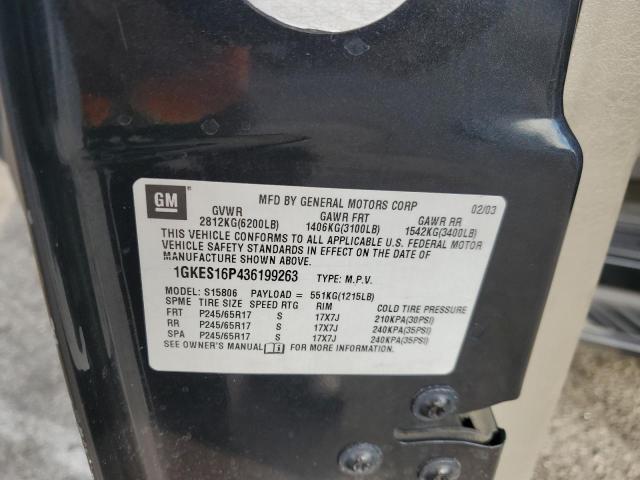 GM
MFD BY GENERAL MOTORS CORP 02/03
GVWR GAWR FRT GAWR RR
2812KG(6200LB) 1406KG(3100LB) 1542KG(3400LB)
THIS VEHICLE CONFORMS TO ALL APPLICABLE U.S. FEDERAL MOTOR
VEHICLE SAFETY STANDARDS IN EFFECT ON THE DATE OF
MANUFACTURE SHOWN ABOVE.
1GKES16P436199263 TYPE: M.P.V.
MODEL: S15806 PAYLOAD = 551KG(1215LB)
SPME TIRE SIZE SPEED RTG RIM COLD TIRE PRESSURE
FRT P245/65R17 S 17X7J 210KPA(30PSI)
RR P245/65R17 S 17X7J 240KPA(35PSI)
SPA P245/65R17 S 17X7J 240KPA(35PSI)
SEE OWNER'S MANUAL i FOR MORE INFORMATION.